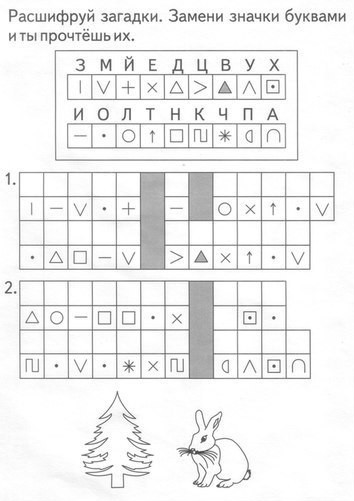 Расшифруй загадки. Замени значки буквами
и ты прочтёшь их.
З М Й Е Д Ц В У Х
И О Л Т Н К Ч П А
1.
2.